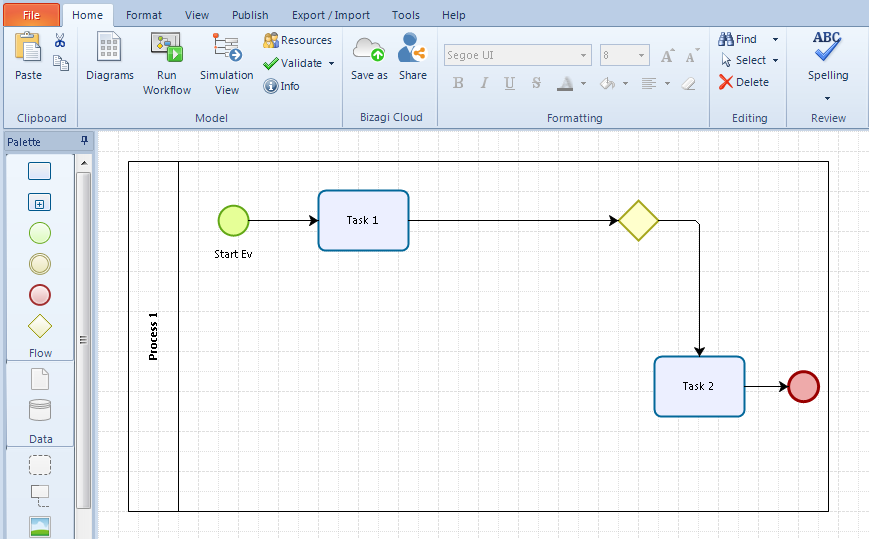 File Home Format View Publish Export / Import Tools Help
Paste
Clipboard
Diagrams
Run
Workflow
Simulation
View
Resources
Validate
Info
Model
Save as
Share
Bizagi Cloud
Segoe UI
8
A A
B I U S A
Formatting
Find
Select
Delete
Editing
ABC
Spelling
Review
Palette
Flow
Data
Process 1
Start Ev
Task 1
Task 2